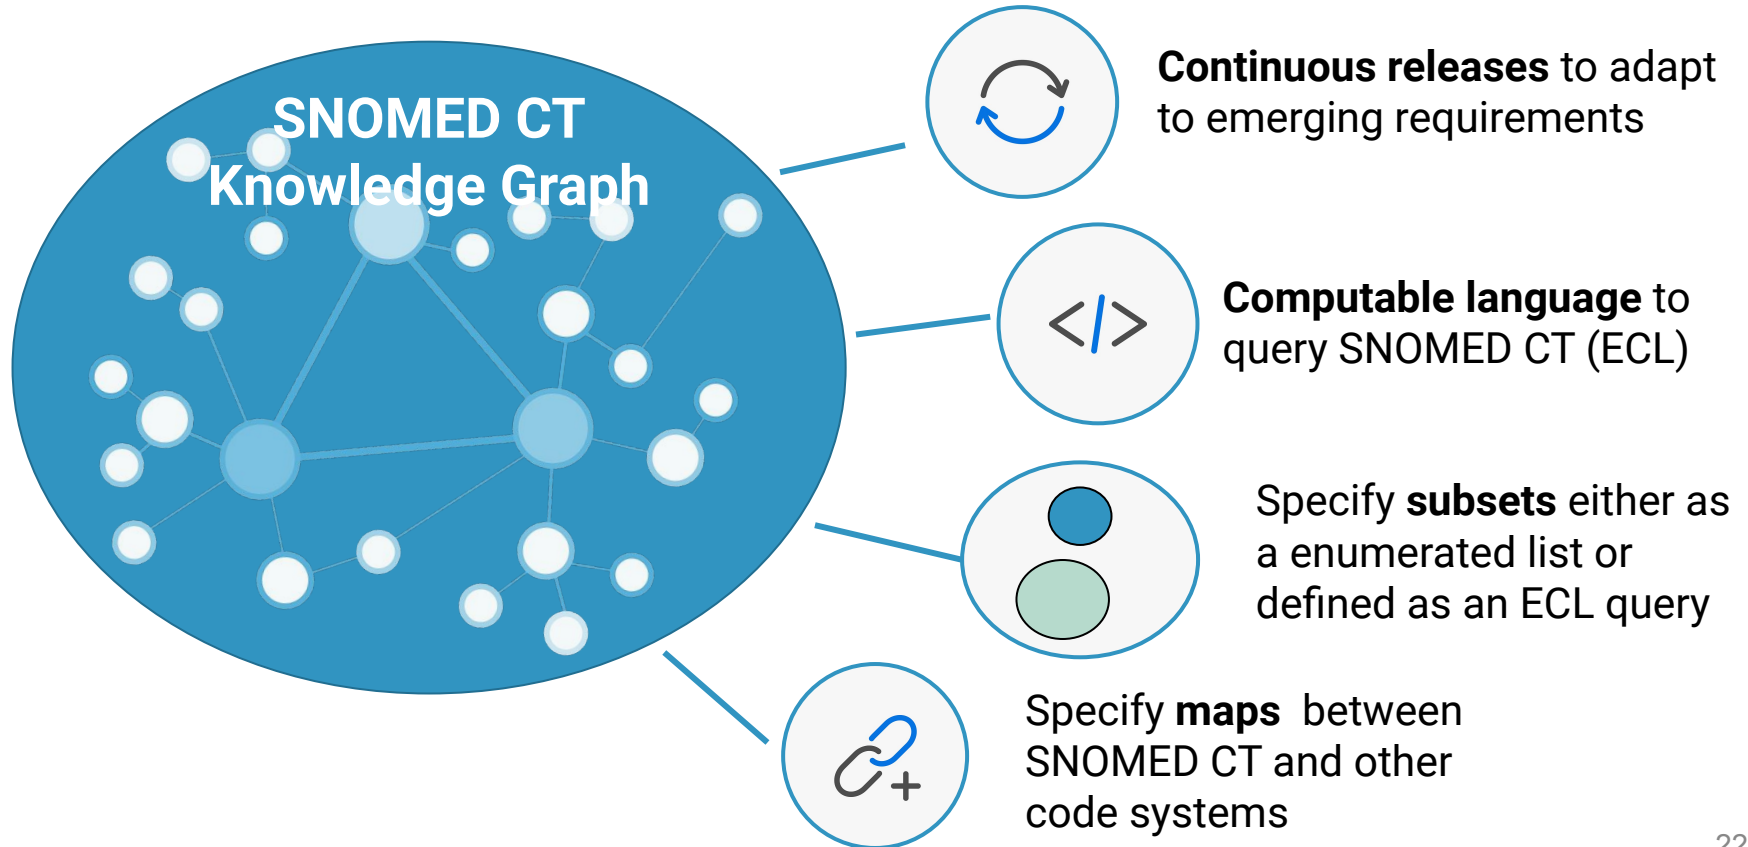 SNOMED CT
Knowledge Graph
Continuous releases to adapt
to emerging requirements
Computable language to
query SNOMED CT (ECL)
Specify subsets either as
a enumerated list or
defined as an ECL query
Specify maps  between
SNOMED CT and other
code systems
22